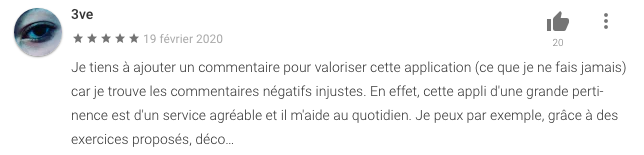 3ve
★★★★★ 19 février 2020
20
Je tiens à ajouter un commentaire pour valoriser cette application (ce que je ne fais jamais)
car je trouve les commentaires négatifs injustes. En effet, cette appli d'une grande perti-
nence est d'un service agréable et il m'aide au quotidien. Je peux par exemple, grâce à des
exercices proposés, déco...